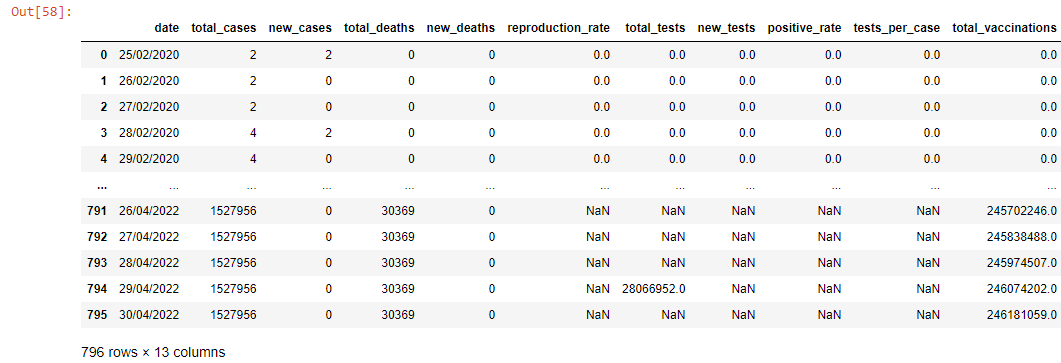 Out[58]:
date total_cases new_cases total_deaths new_deaths reproduction_rate total_tests new_tests positive_rate tests_per_case total_vaccinations
0 25/02/2020 2 2 0 0 0.0 0.0 0.0 0.0 0.0 0.0
1 26/02/2020 2 0 0 0 0.0 0.0 0.0 0.0 0.0 0.0
2 27/02/2020 2 0 0 0 0.0 0.0 0.0 0.0 0.0 0.0
3 28/02/2020 4 2 0 0 0.0 0.0 0.0 0.0 0.0 0.0
4 29/02/2020 4 0 0 0 0.0 0.0 0.0 0.0 0.0 0.0
... ... ... ... ... ... ... ... ... ... ... ...
791 26/04/2022 1527956 0 30369 0 NaN NaN NaN NaN NaN 245702246.0
792 27/04/2022 1527956 0 30369 0 NaN NaN NaN NaN NaN 245838488.0
793 28/04/2022 1527956 0 30369 0 NaN NaN NaN NaN NaN 245974507.0
794 29/04/2022 1527956 0 30369 0 NaN 28066952.0 NaN NaN NaN 246074202.0
795 30/04/2022 1527956 0 30369 0 NaN NaN NaN NaN NaN 246181059.0
796 rows × 13 columns